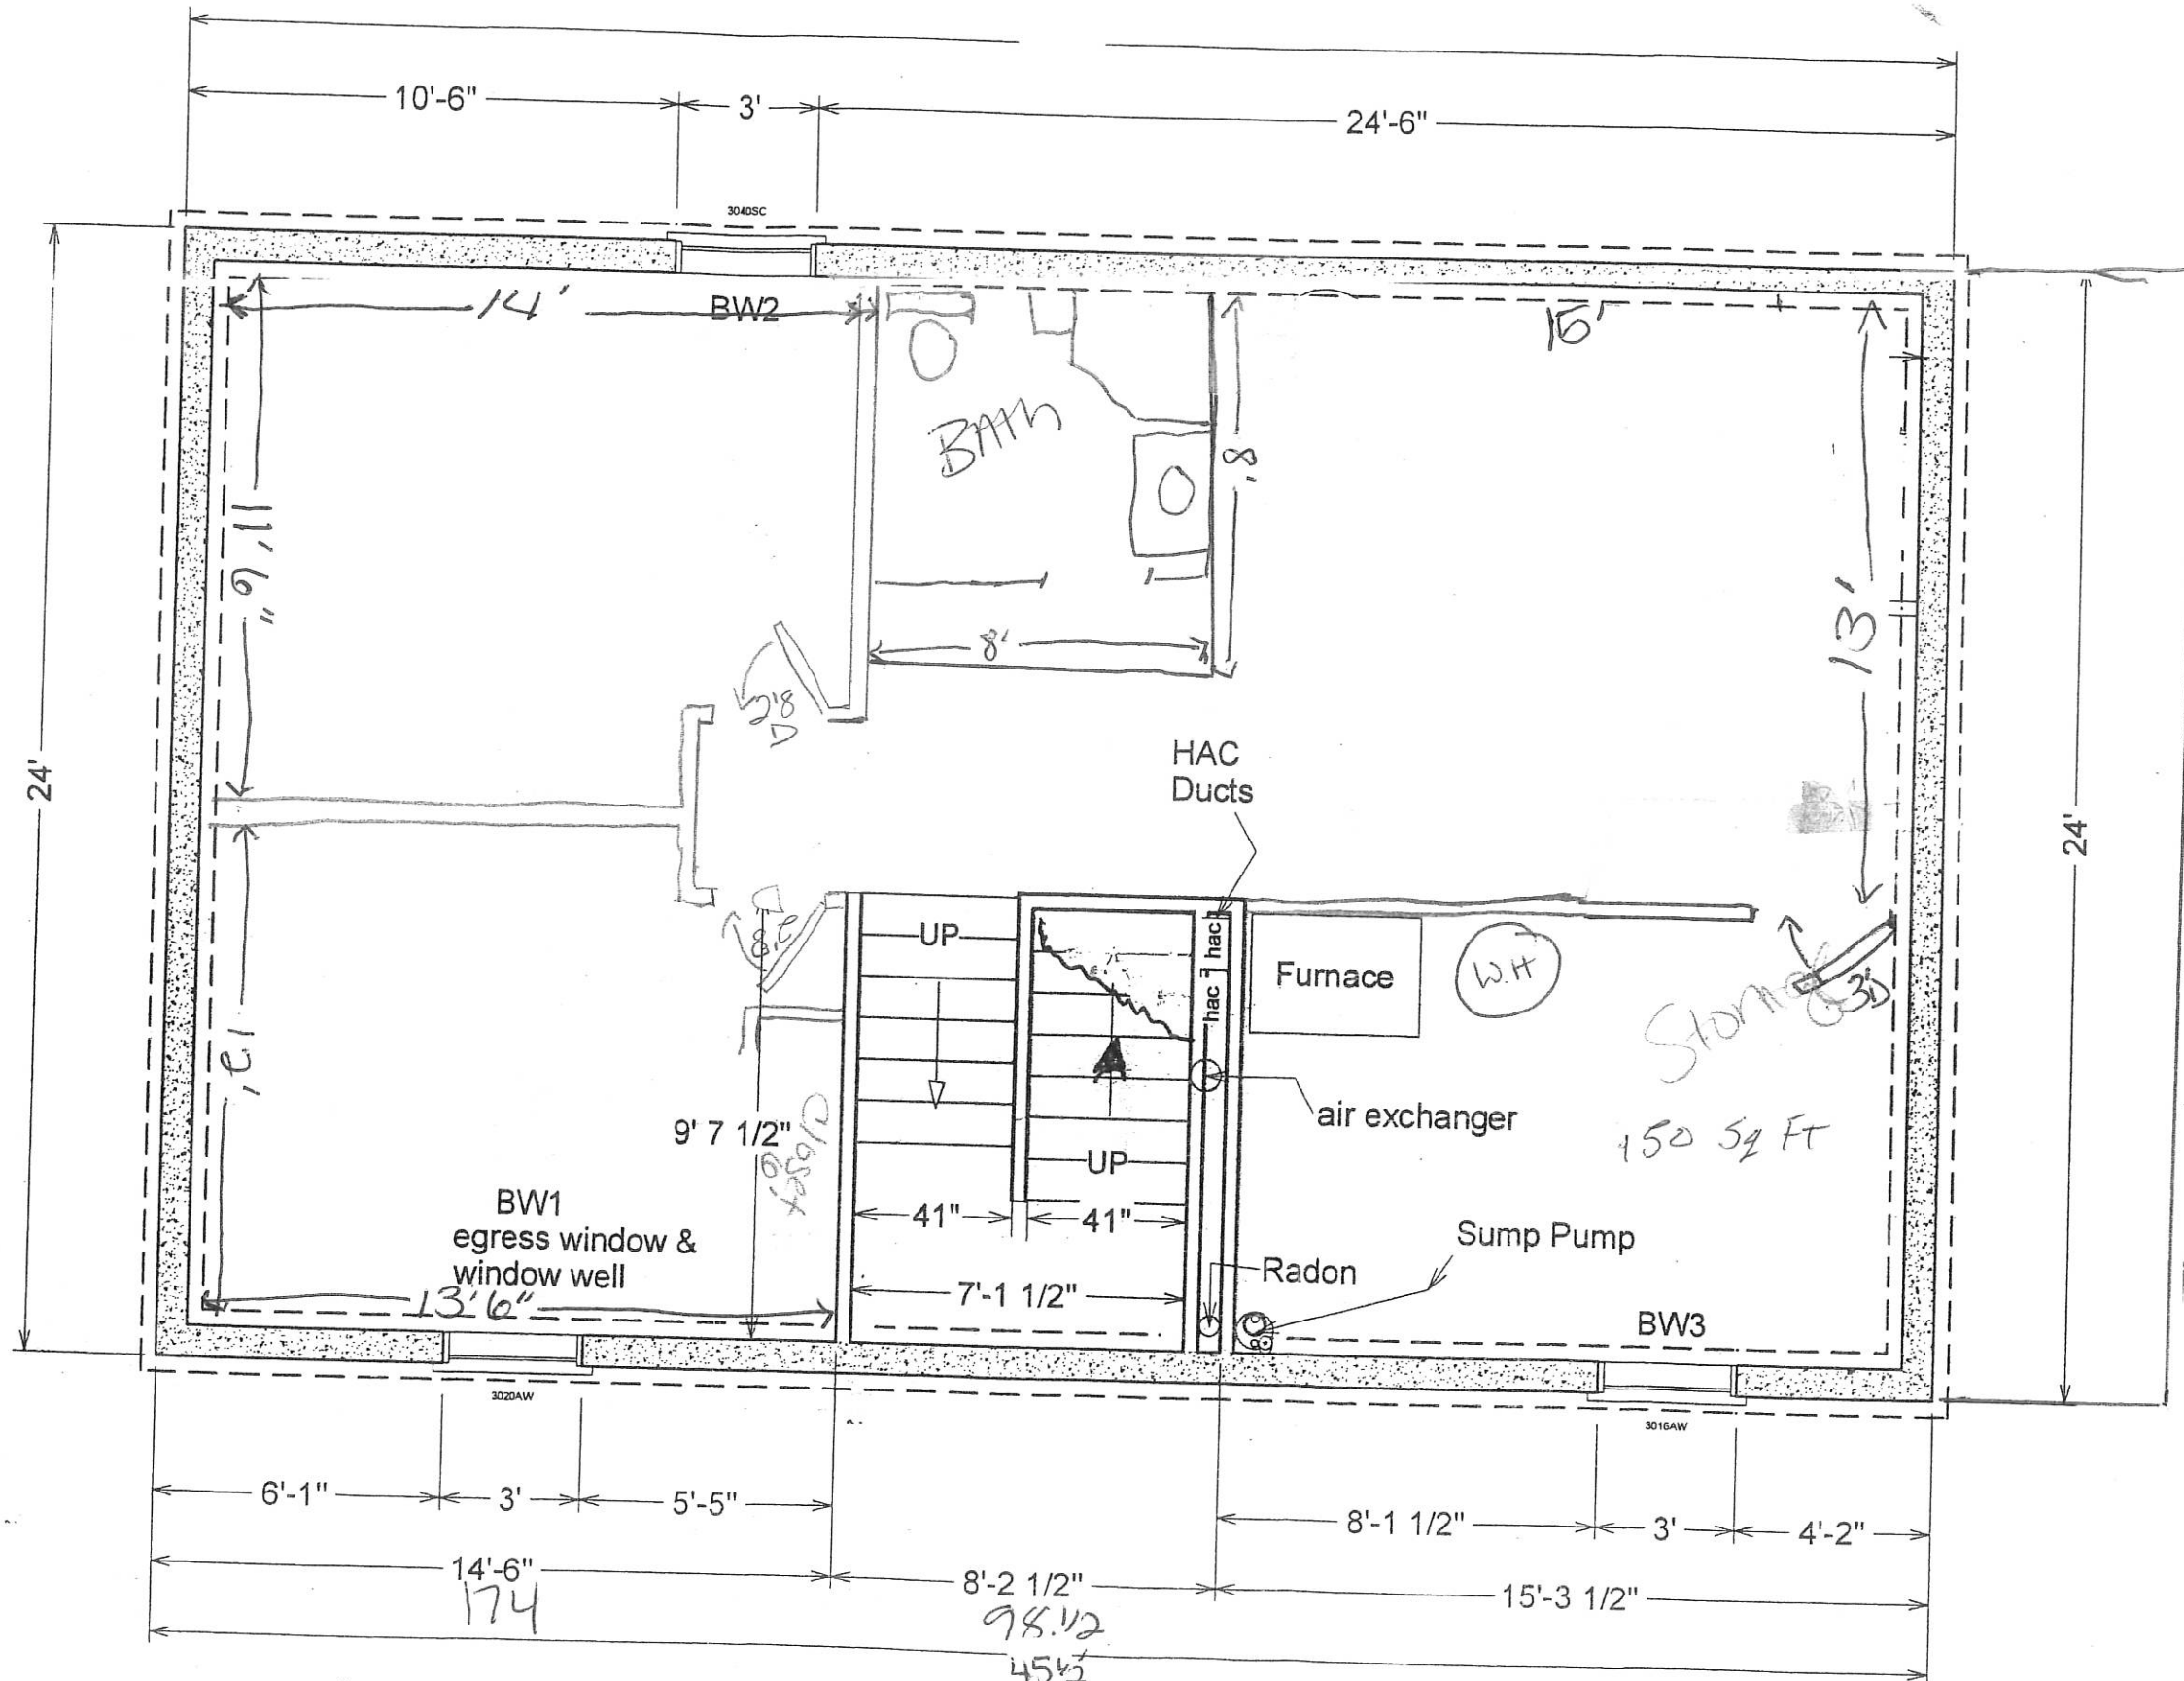 10'-6"
3'
24'-6"
3040SC
14'
BW2
15'
BATH
8'
11'6"
13'
24'
8'
2'8
D
HAC
Ducts
24'
UP
hac
hac
Furnace
W.H
2'8
3'D
Storage
12'
air exchanger
150 Sq FT
9' 7 1/2"
Closet
6'
UP
BW1
egress window &
window well
41"
41"
Sump Pump
Radon
13'6"
7'-1 1/2"
BW3
3020AW
3016AW
6'-1"
3'
5'-5"
8'-1 1/2"
3'
4'-2"
14'-6"
8'-2 1/2"
15'-3 1/2"
174
98.1/2